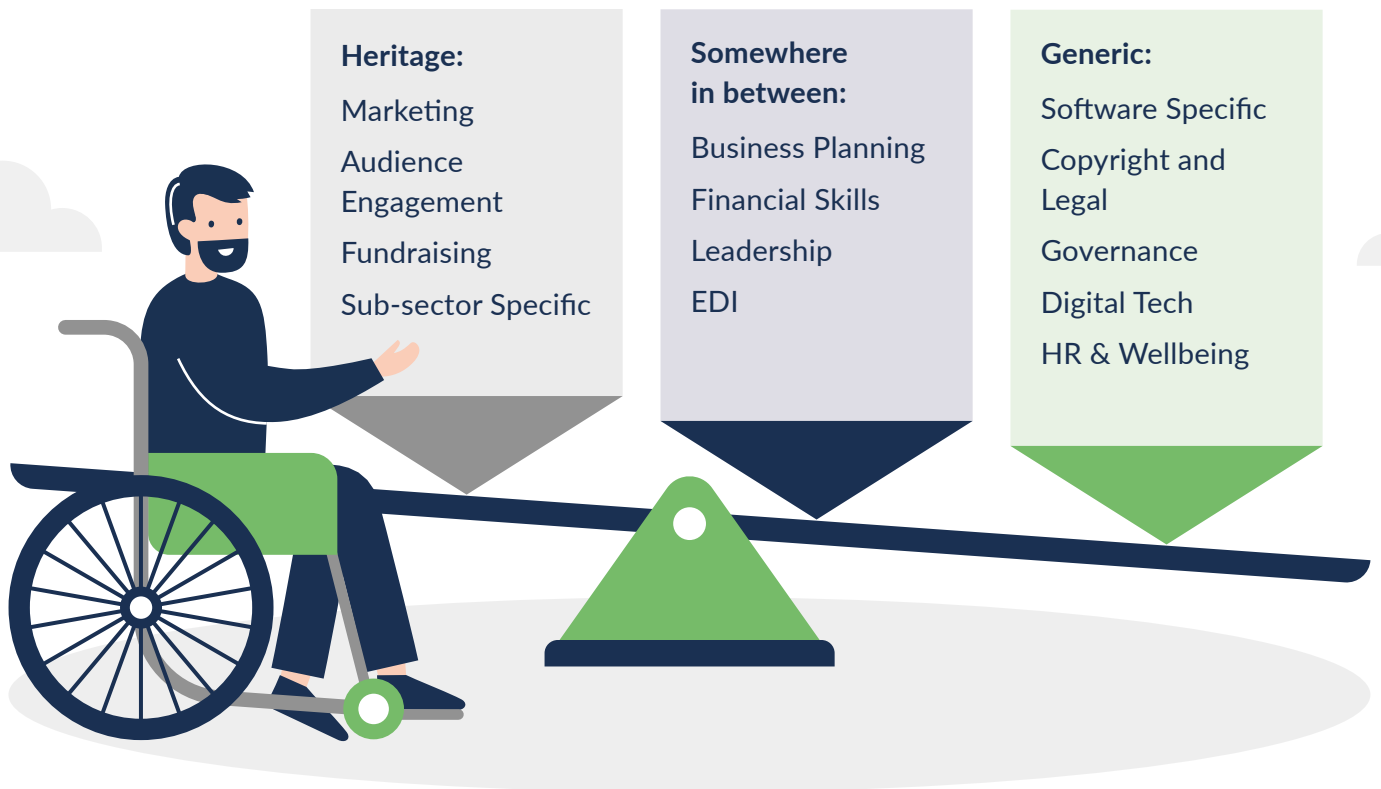 Heritage:
Marketing
Audience
Engagement
Fundraising
Sub-sector Specific
Somewhere
in between:
Business Planning
Financial Skills
Leadership
EDI
Generic:
Software Specific
Copyright and
Legal
Governance
Digital Tech
HR & Wellbeing